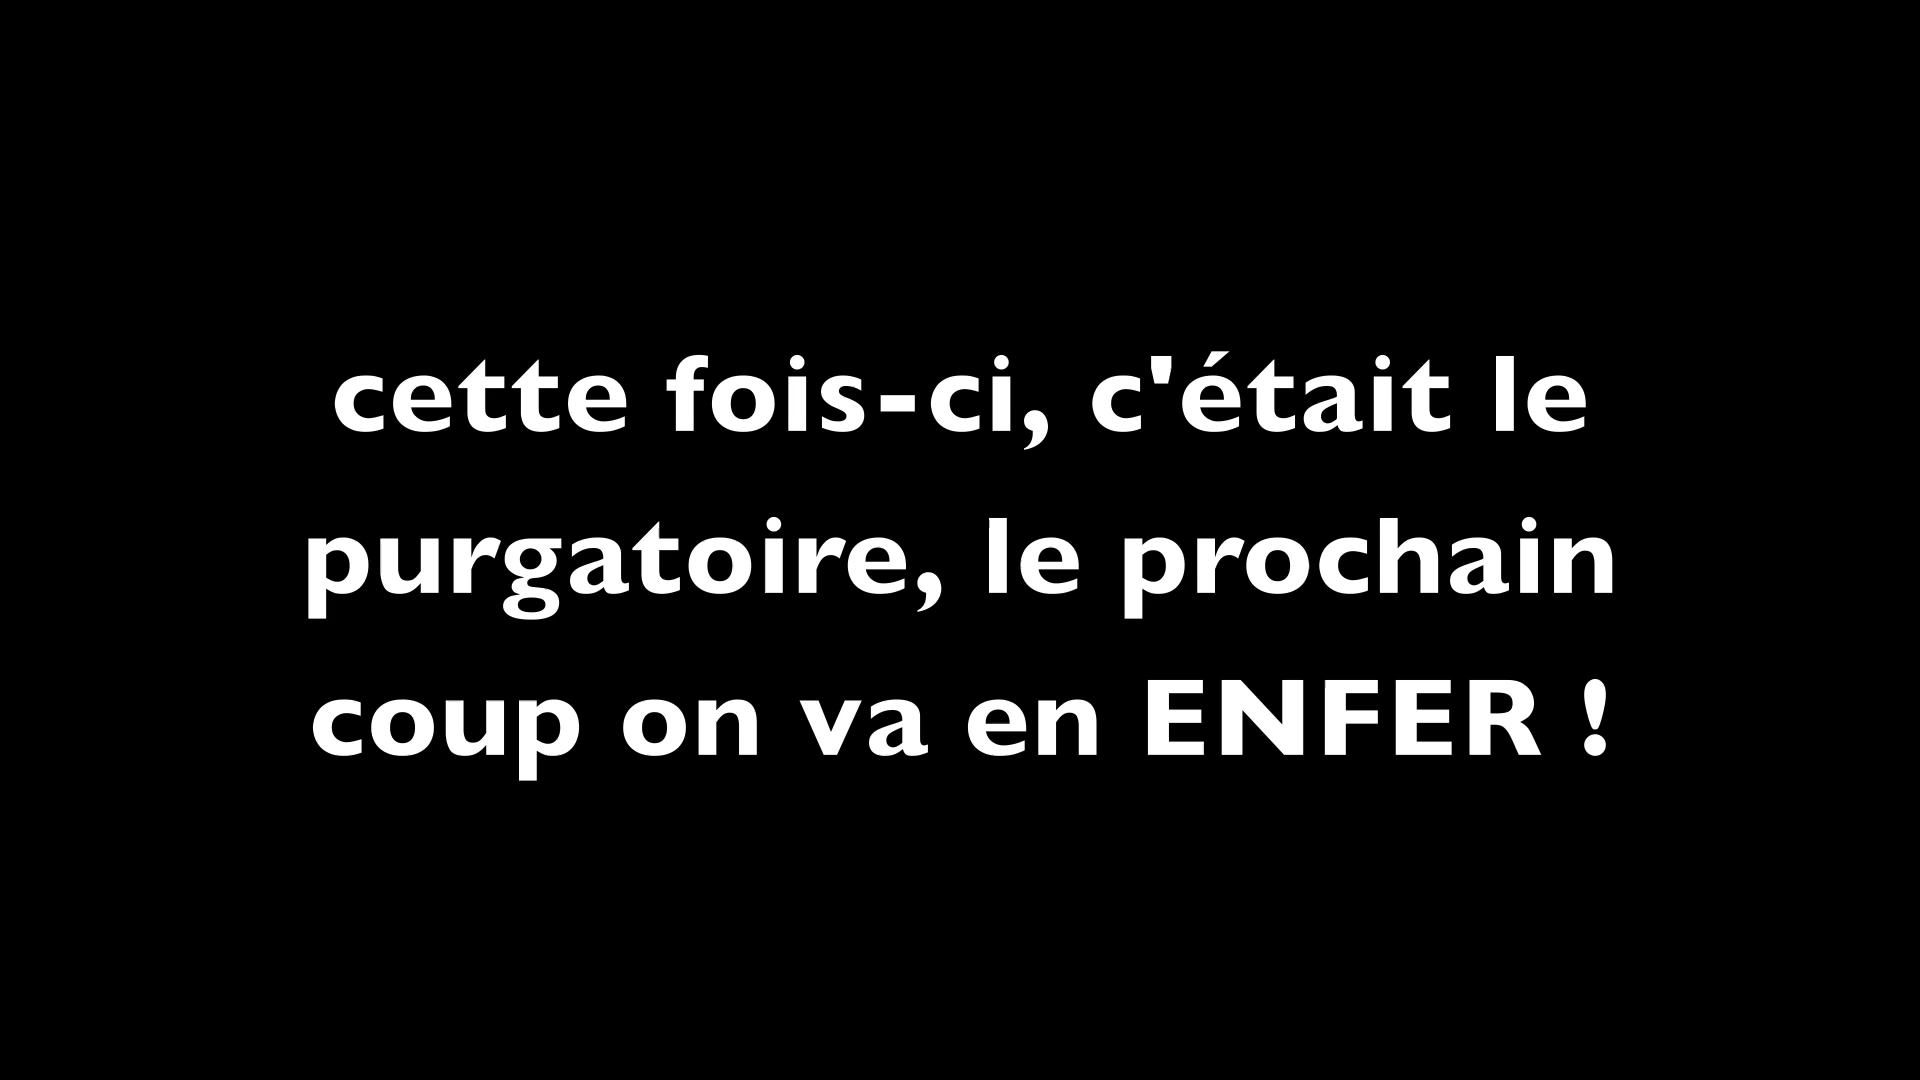 cette fois-ci, c'était le
purgatoire, le prochain
coup on va en ENFER !